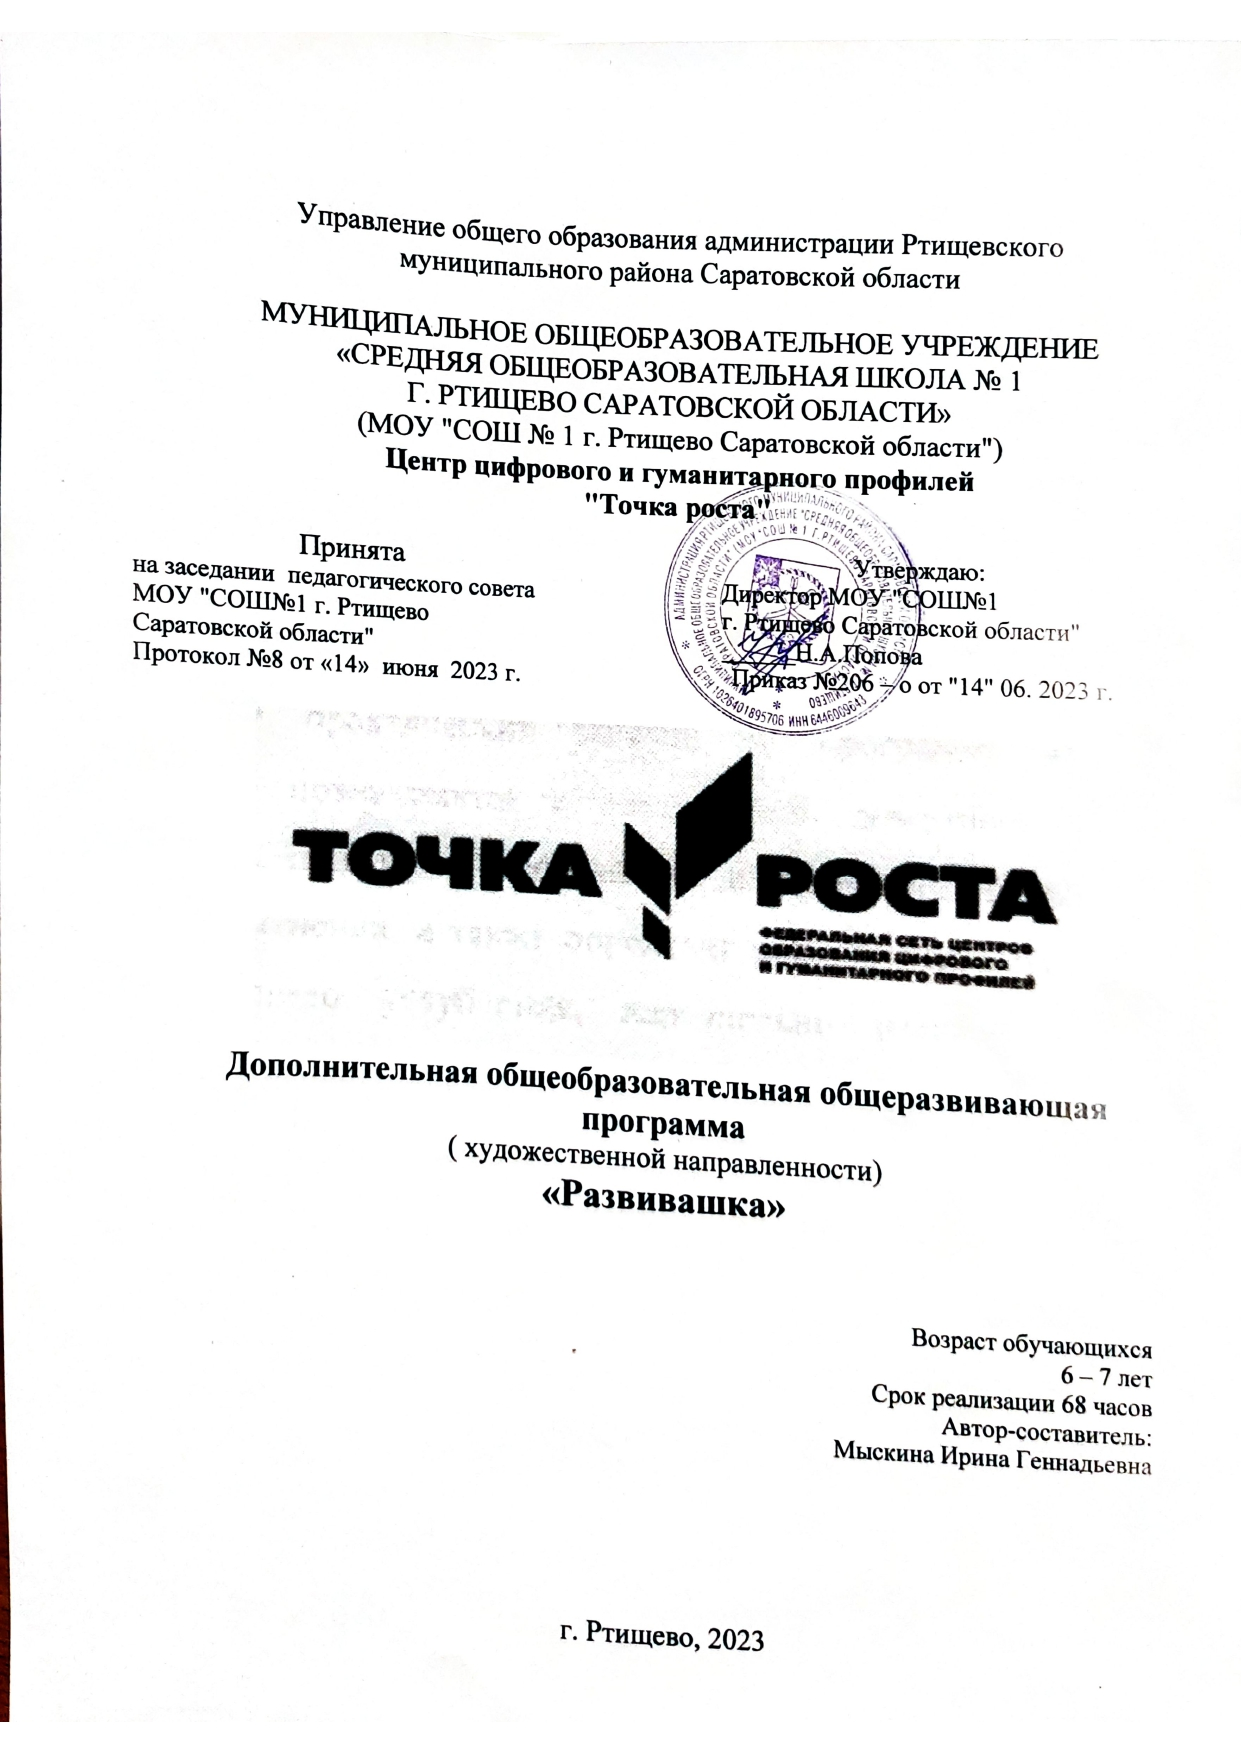 Управление общего образования администрации Ртищевского
муниципального района Саратовской области
МУНИЦИПАЛЬНОЕ ОБЩЕОБРАЗОВАТЕЛЬНОЕ УЧРЕЖДЕНИЕ
«СРЕДНЯЯ ОБЩЕОБРАЗОВАТЕЛЬНАЯ ШКОЛА № 1
Г. РТИЩЕВО САРАТОВСКОЙ ОБЛАСТИ»
(МОУ "СОШ № 1 г. Ртищево Саратовской области")
Центр цифрового и гуманитарного профилей
"Точка роста"
Принята
на заседании педагогического совета
МОУ "СОШ№1 г. Ртищево
Саратовской области"
Протокол №8 от «14» июня 2023 г.
Утверждаю:
Директор МОУ "СОШ№1
г. Ртищево Саратовской области"
Н.А.Попова
Приказ №206 – о от "14" 06. 2023 г.
ОГРН 1026401895706 ИНН 6446009643
ТОЧКА РОСТА
ФЕДЕРАЛЬНАЯ СЕТЬ ЦЕНТРОВ
ОБРАЗОВАНИЯ ЦИФРОВОГО
И ГУМАНИТАРНОГО ПРОФИЛЕЙ
Дополнительная общеобразовательная общеразвивающая
программа
( художественной направленности)
«Развивашка»
Возраст обучающихся
6 – 7 лет
Срок реализации 68 часов
Автор-составитель:
Мыскина Ирина Геннадьевна
г. Ртищево, 2023